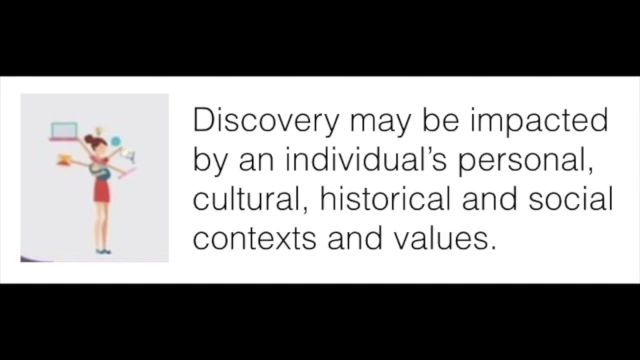 Discovery may be impacted
by an individual’s personal,
cultural, historical and social
contexts and values.